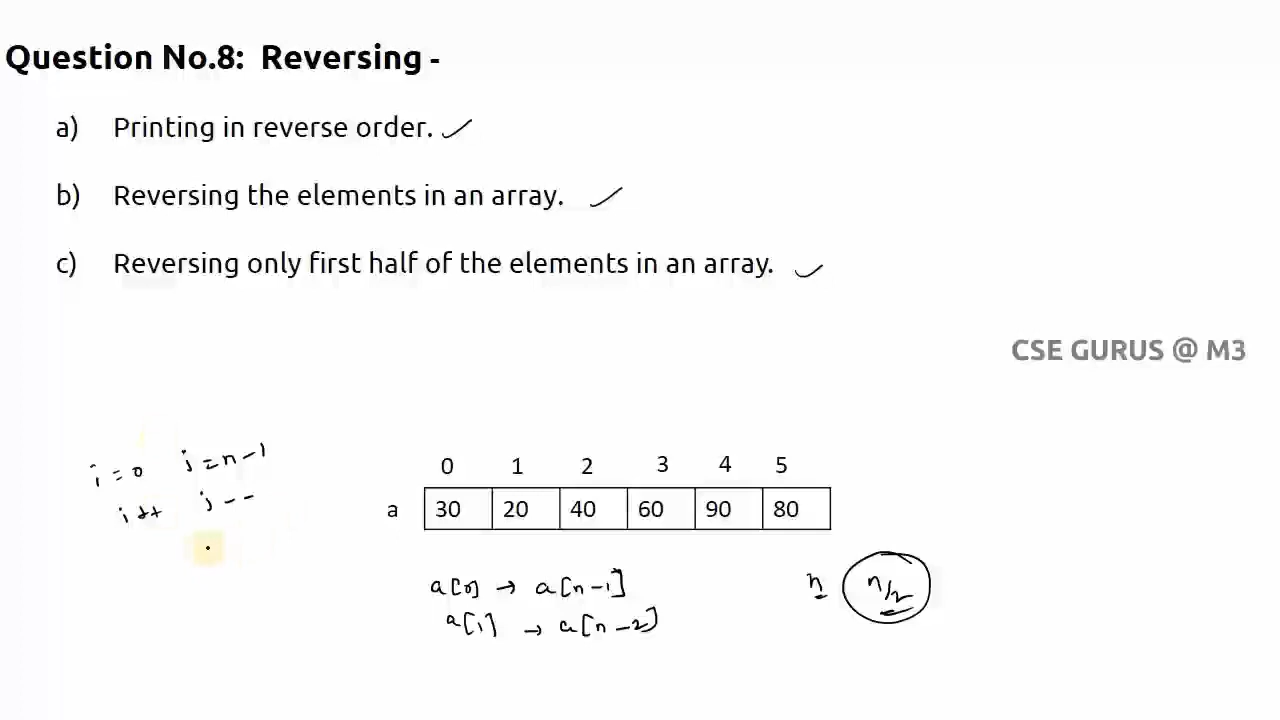 Question No.8: Reversing -
a) Printing in reverse order.
b) Reversing the elements in an array.
c) Reversing only first half of the elements in an array.
CSE GURUS @ M3
i = 0 j = n - 1
i ++ j - -
0 1 2 3 4 5
a 30 20 40 60 90 80
a[0] → a[n-1]
a[1] → a[n-2]
n n/2